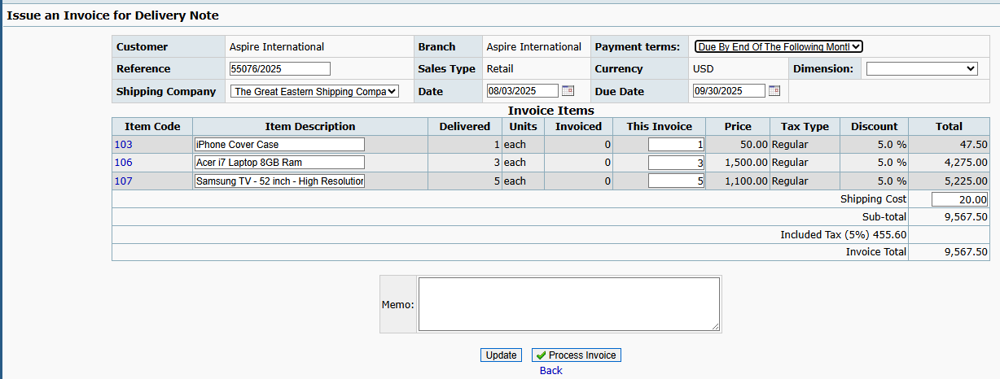 Issue an Invoice for Delivery Note
Customer Aspire International Branch Aspire International Payment terms: Due By End Of The Following Montl
Reference 55076/2025 Sales Type Retail Currency USD Dimension:
Shipping Company The Great Eastern Shipping Compa Date 08/03/2025 Due Date 09/30/2025
Invoice Items
Item Code Item Description Delivered Units Invoiced This Invoice Price Tax Type Discount Total
103 iPhone Cover Case 1 each 0 1 50.00 Regular 5.0 % 47.50
106 Acer i7 Laptop 8GB Ram 3 each 0 3 1,500.00 Regular 5.0 % 4,275.00
107 Samsung TV - 52 inch - High Resolution 5 each 0 5 1,100.00 Regular 5.0 % 5,225.00
Shipping Cost 20.00
Sub-total 9,567.50
Included Tax (5%) 455.60
Invoice Total 9,567.50
Memo:
Update Process Invoice
Back